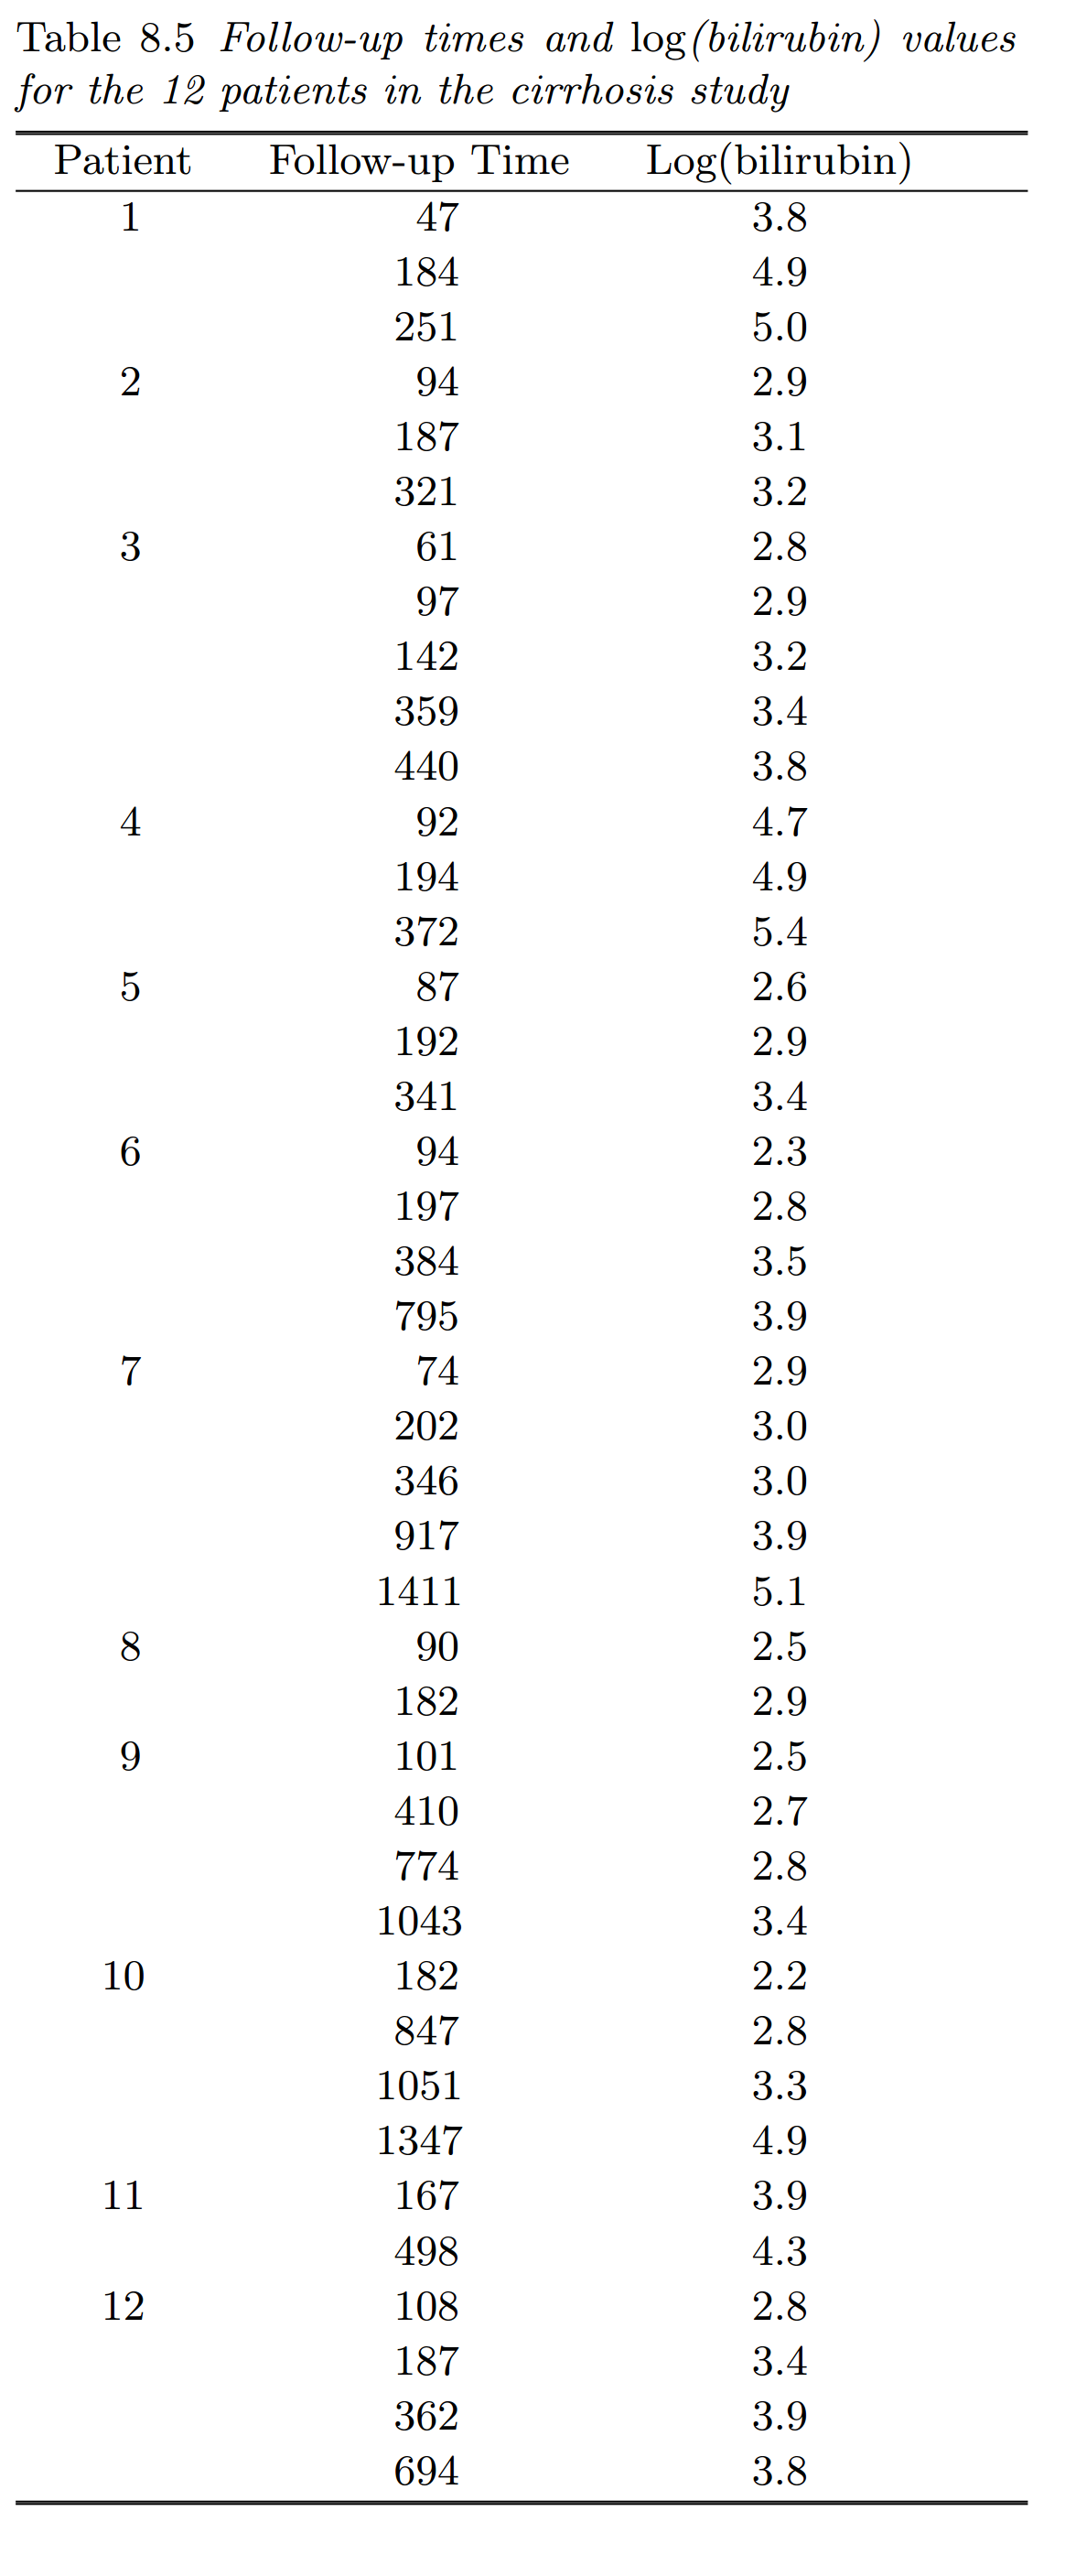 Table 8.5 Follow-up times and log(bilirubin) values
for the 12 patients in the cirrhosis study
Patient Follow-up Time Log(bilirubin)
1 47 3.8
184 4.9
251 5.0
2 94 2.9
187 3.1
321 3.2
3 61 2.8
97 2.9
142 3.2
359 3.4
440 3.8
4 92 4.7
194 4.9
372 5.4
5 87 2.6
192 2.9
341 3.4
6 94 2.3
197 2.8
384 3.5
795 3.9
7 74 2.9
202 3.0
346 3.0
917 3.9
1411 5.1
8 90 2.5
182 2.9
9 101 2.5
410 2.7
774 2.8
1043 3.4
10 182 2.2
847 2.8
1051 3.3
1347 4.9
11 167 3.9
498 4.3
12 108 2.8
187 3.4
362 3.9
694 3.8